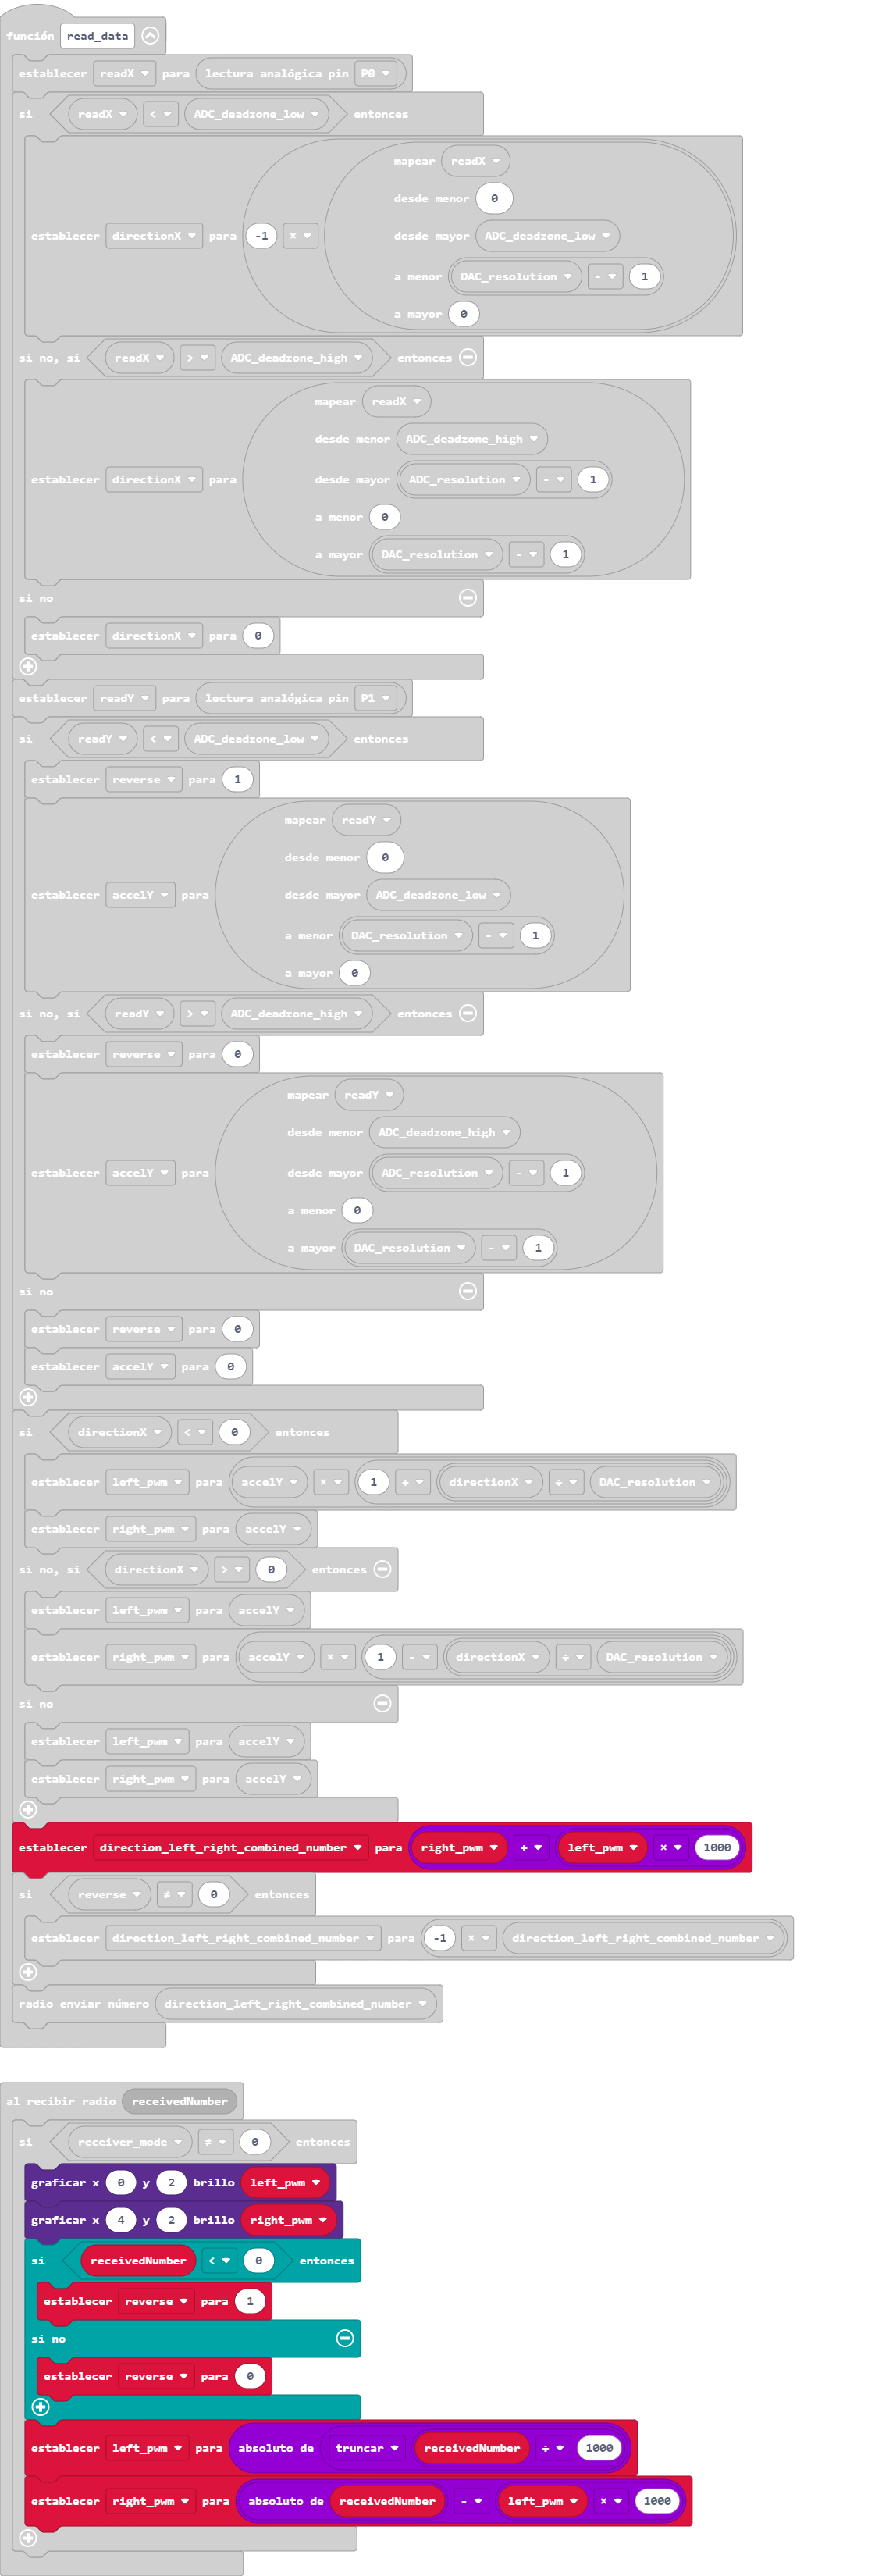 función read_data
establecer readX para lectura analógica pin P0
si readX < ADC_deadzone_low entonces
mapear readX
desde menor 0
establecer directionX para -1 × desde mayor ADC_deadzone_low
a menor DAC_resolution - 1
a mayor 0
si no, si readX > ADC_deadzone_high entonces
mapear readX
desde menor ADC_deadzone_high
establecer directionX para desde mayor ADC_resolution - 1
a menor 0
a mayor DAC_resolution - 1
si no
establecer directionX para 0
establecer readY para lectura analógica pin P1
si readY < ADC_deadzone_low entonces
establecer reverse para 1
mapear readY
desde menor 0
establecer accelY para desde mayor ADC_deadzone_low
a menor DAC_resolution - 1
a mayor 0
si no, si readY > ADC_deadzone_high entonces
establecer reverse para 0
mapear readY
desde menor ADC_deadzone_high
establecer accelY para desde mayor ADC_resolution - 1
a menor 0
a mayor DAC_resolution - 1
si no
establecer reverse para 0
establecer accelY para 0
si directionX < 0 entonces
establecer left_pwm para accelY × 1 + directionX ÷ DAC_resolution
establecer right_pwm para accelY
si no, si directionX > 0 entonces
establecer left_pwm para accelY
establecer right_pwm para accelY × 1 - directionX ÷ DAC_resolution
si no
establecer left_pwm para accelY
establecer right_pwm para accelY
establecer direction_left_right_combined_number para right_pwm + left_pwm × 1000
si reverse ≠ 0 entonces
establecer direction_left_right_combined_number para -1 × direction_left_right_combined_number
radio enviar número direction_left_right_combined_number
al recibir radio receivedNumber
si receiver_mode ≠ 0 entonces
graficar x 0 y 2 brillo left_pwm
graficar x 4 y 2 brillo right_pwm
si receivedNumber < 0 entonces
establecer reverse para 1
si no
establecer reverse para 0
establecer left_pwm para absoluto de truncar receivedNumber ÷ 1000
establecer right_pwm para absoluto de receivedNumber - left_pwm × 1000